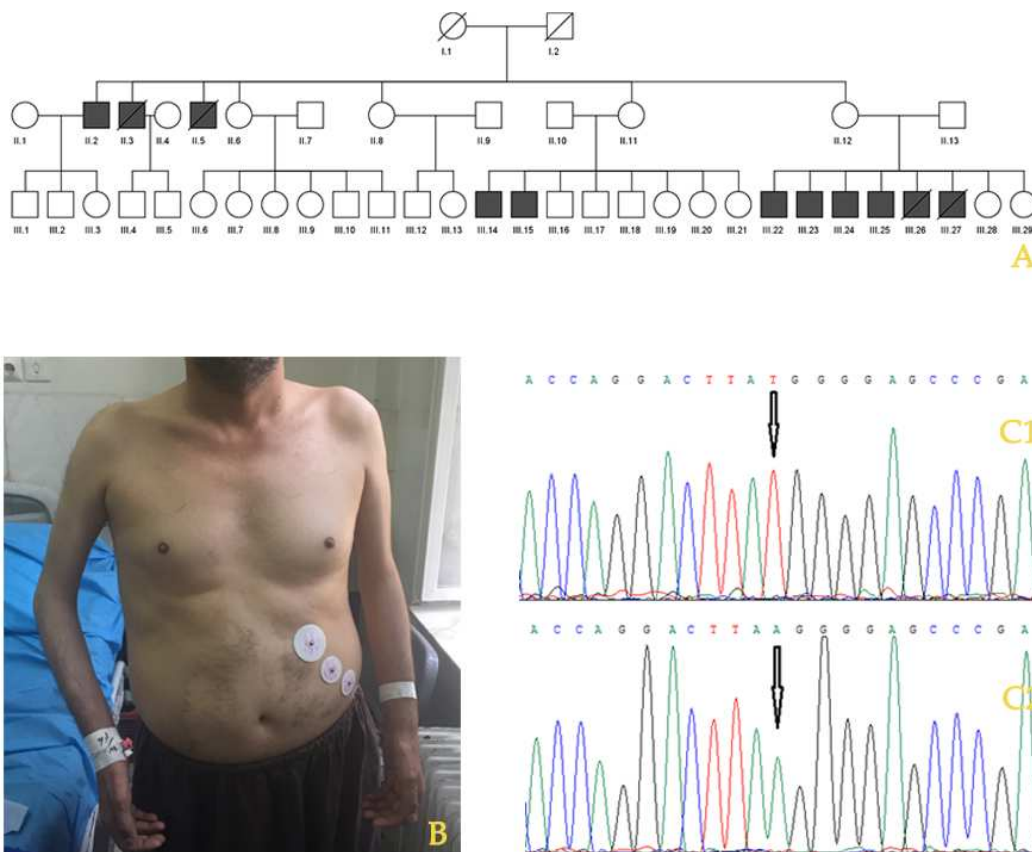 I.1 I.2
II.1 II.2 II.3 II.4 II.5 II.6 II.7 II.8 II.9 II.10 II.11 II.12 II.13
III.1 III.2 III.3 III.4 III.5 III.6 III.7 III.8 III.9 III.10 III.11 III.12 III.13 III.14 III.15 III.16 III.17 III.18 III.19 III.20 III.21 III.22 III.23 III.24 III.25 III.26 III.27 III.28 III.29
A
B
A C C A G G A C T T A T G G G G A G C C C G A
C1
A C C A G G A C T T A A G G G G A G C C C G A